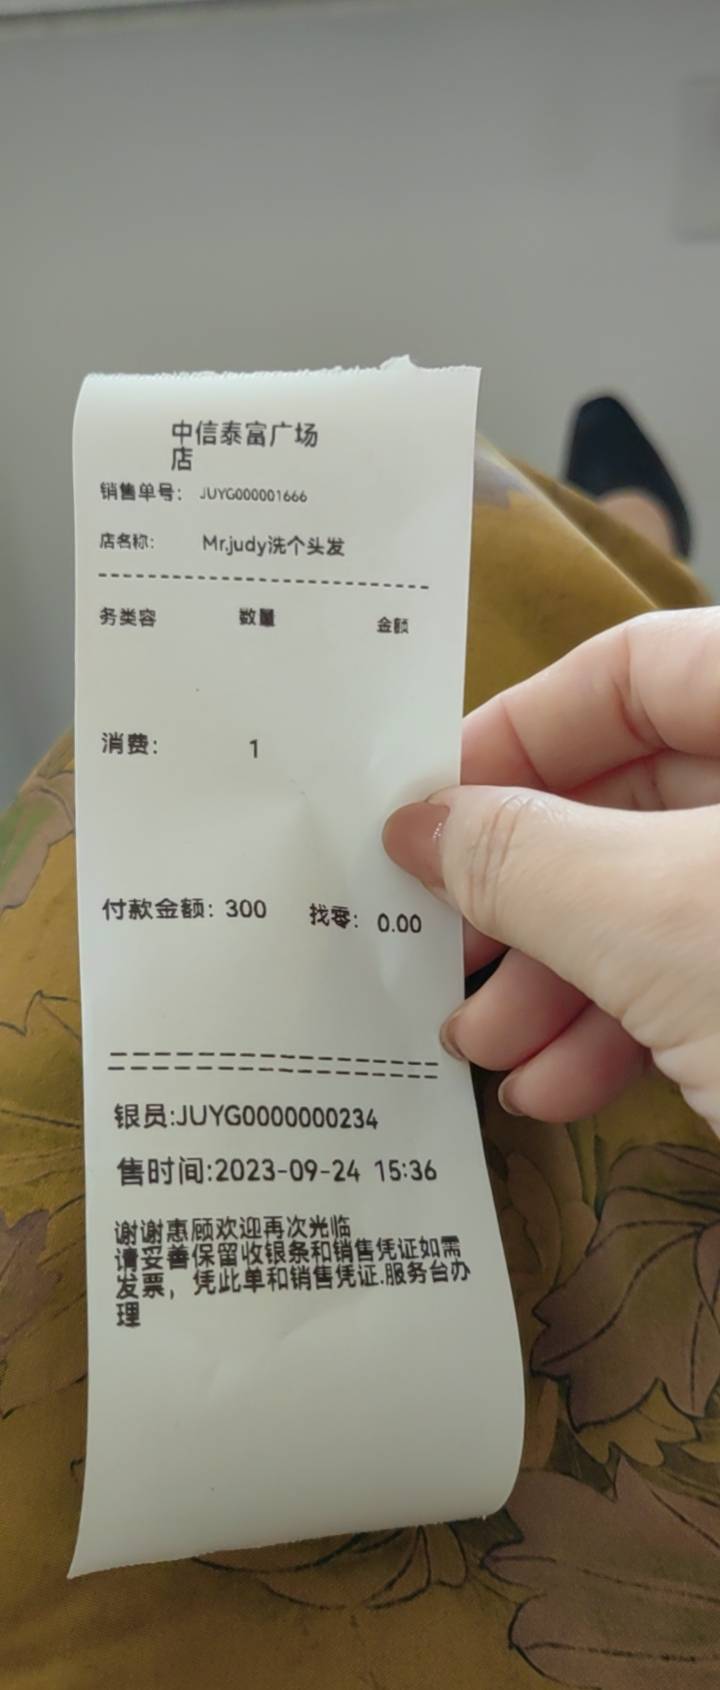 中信泰富广场
店
销售单号: JUYG000001666
店名称: Mr.judy洗个头发
务类容 数量 金额
消费: 1
付款金额: 300 找零: 0.00
银员:JUYG0000000234
售时间:2023-09-24 15:36
谢谢惠顾欢迎再次光临
请妥善保留收银条和销售凭证如需
发票，凭此单和销售凭证.服务台办
理